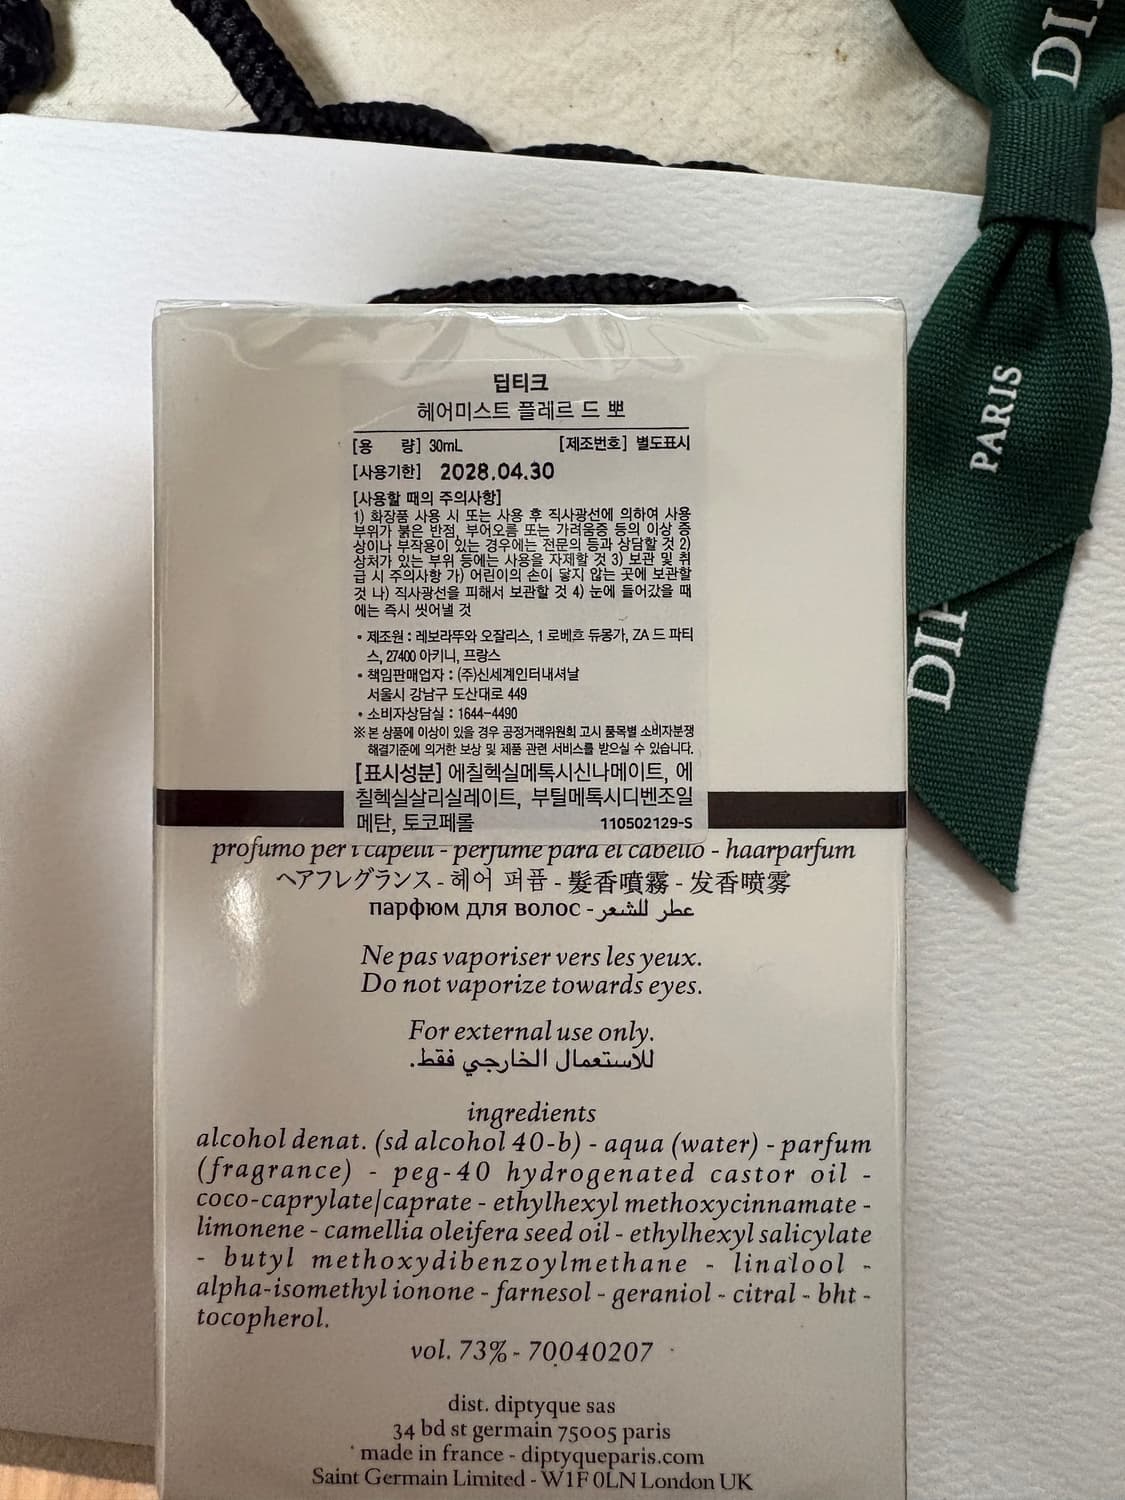 DIP
PARIS
DIP
딥티크
헤어미스트 플레르 드 뽀
[용 량] 30mL [제조번호] 별도표시
[사용기한] 2028.04.30
[사용할 때의 주의사항]
1) 화장품 사용 시 또는 사용 후 직사광선에 의하여 사용
부위가 붉은 반점, 부어오름 또는 가려움증 등의 이상 증
상이나 부작용이 있는 경우에는 전문의 등과 상담할 것 2)
상처가 있는 부위 등에는 사용을 자제할 것 3) 보관 및 취
급 시 주의사항 가) 어린이의 손이 닿지 않는 곳에 보관할
것 나) 직사광선을 피해서 보관할 것 4) 눈에 들어갔을 때
에는 즉시 씻어낼 것
• 제조원 : 레보라뚜와 오잘리스, 1 로베흐 듀몽가, ZA 드 파티
스, 27400 아키니, 프랑스
• 책임판매업자 : (주)신세계인터내셔날
서울시 강남구 도산대로 449
• 소비자상담실 : 1644-4490
※ 본 상품에 이상이 있을 경우 공정거래위원회 고시 품목별 소비자분쟁
해결기준에 의거한 보상 및 제품 관련 서비스를 받으실 수 있습니다.
[표시성분] 에칠헥실메톡시신나메이트, 에
칠헥실살리실레이트, 부틸메톡시디벤조일
메탄, 토코페롤 110502129-S
profumo per i capelli - perfume para el cabello - haarparfum
ヘアフレグランス - 헤어 퍼퓸 - 髮香噴霧 - 发香喷雾
парфюм для волос - عطر للشعر
Ne pas vaporiser vers les yeux.
Do not vaporize towards eyes.
For external use only.
للاستعمال الخارجي فقط.
ingredients
alcohol denat. (sd alcohol 40-b) - aqua (water) - parfum
(fragrance) - peg-40 hydrogenated castor oil -
coco-caprylate/caprate - ethylhexyl methoxycinnamate -
limonene - camellia oleifera seed oil - ethylhexyl salicylate
- butyl methoxydibenzoylmethane - linalool -
alpha-isomethyl ionone - farnesol - geraniol - citral - bht -
tocopherol.
vol. 73% - 70040207
dist. diptyque sas
34 bd st germain 75005 paris
made in france - diptyqueparis.com
Saint Germain Limited - W1F 0LN London UK